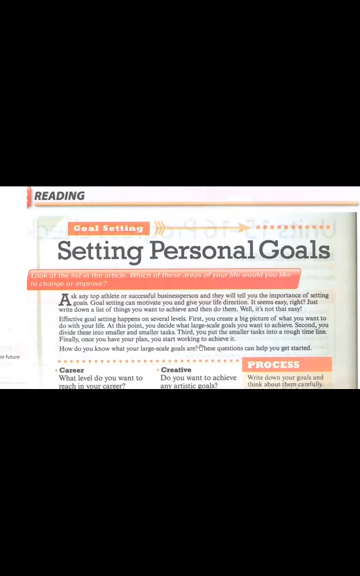 READING
Goal Setting
Setting Personal Goals
Look at the list in the article. Which of these areas of your life would you like
to change or improve?
Ask any top athlete or successful businessperson and they will tell you the importance of setting
goals. Goal setting can motivate you and give your life direction. It seems easy, right? Just
write down a list of things you want to achieve and then do them. Well, it's not that easy!
Effective goal setting happens on several levels. First, you create a big picture of what you want to
do with your life. At this point, you decide what large-scale goals you want to achieve. Second, you
divide these into smaller and smaller tasks. Third, you put the smaller tasks into a rough time line.
Finally, once you have your plan, you start working to achieve it.
How do you know what your large-scale goals are? These questions can help you get started.
future
• Career
What level do you want to
reach in your career?
• Creative
Do you want to achieve
any artistic goals?
PROCESS
Write down your goals and
think about them carefully.